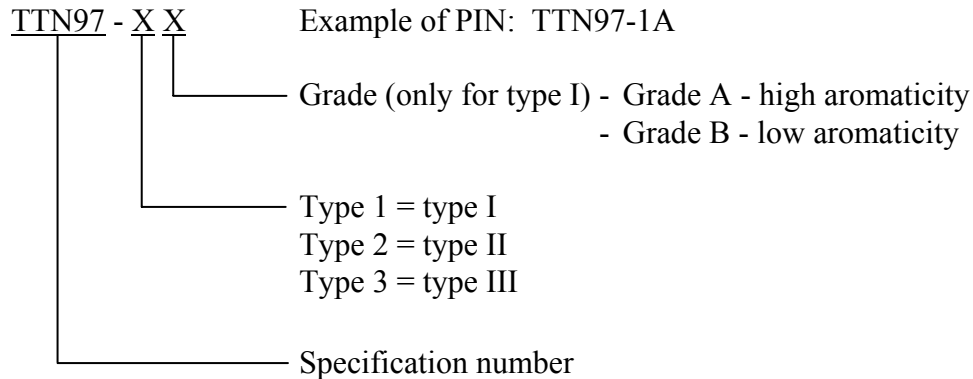 TTN97 - X X Example of PIN: TTN97-1A
Grade (only for type I) - Grade A - high aromaticity
- Grade B - low aromaticity
Type 1 = type I
Type 2 = type II
Type 3 = type III
Specification number